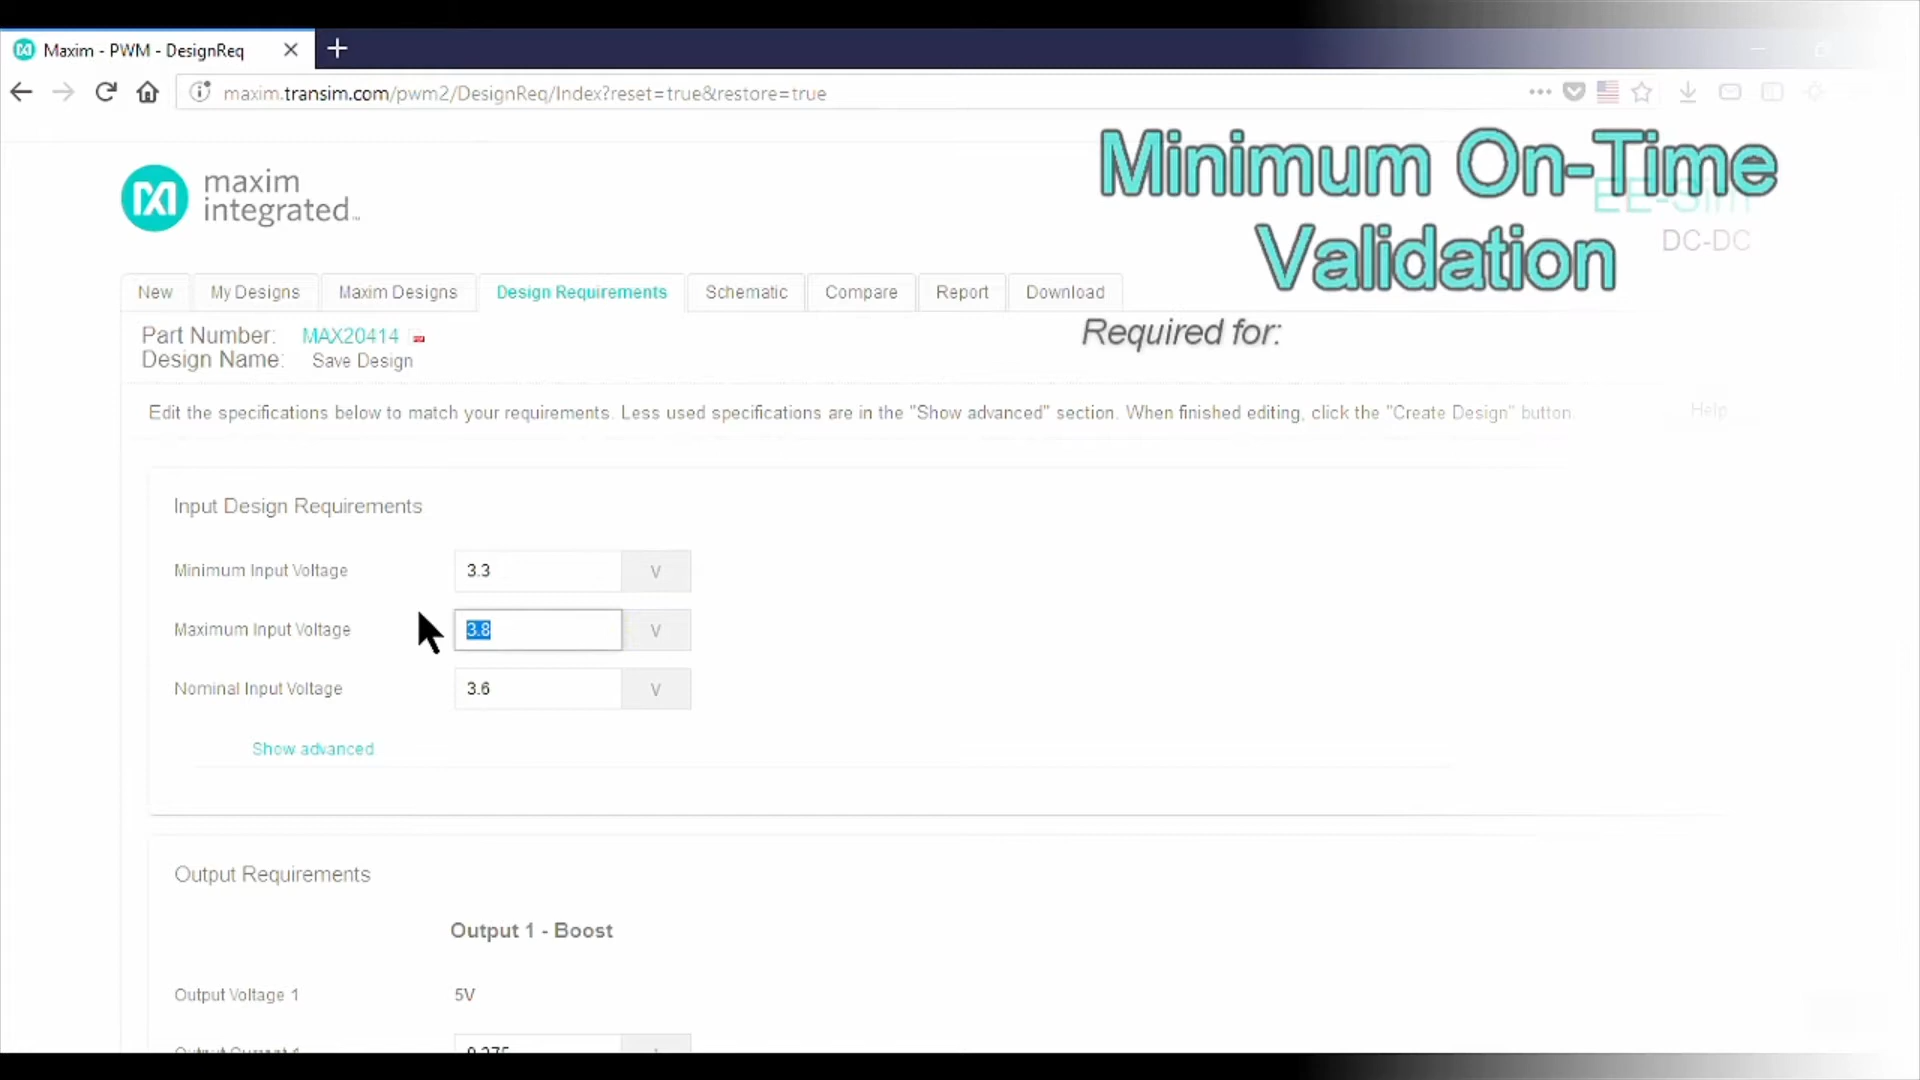 Maxim - PWM - DesignReq
maxim.transim.com/pwm2/DesignReq/Index?reset=true&restore=true
Minimum On-Time
Validation
maxim
integrated™
EE-Sim
DC-DC
New My Designs Maxim Designs Design Requirements Schematic Compare Report Download
Part Number: MAX20414
Design Name: Save Design
Required for:
Edit the specifications below to match your requirements. Less used specifications are in the "Show advanced" section. When finished editing, click the "Create Design" button.
Help
Input Design Requirements
Minimum Input Voltage 3.3 V
Maximum Input Voltage 3.8 V
Nominal Input Voltage 3.6 V
Show advanced
Output Requirements
Output 1 - Boost
Output Voltage 1 5V